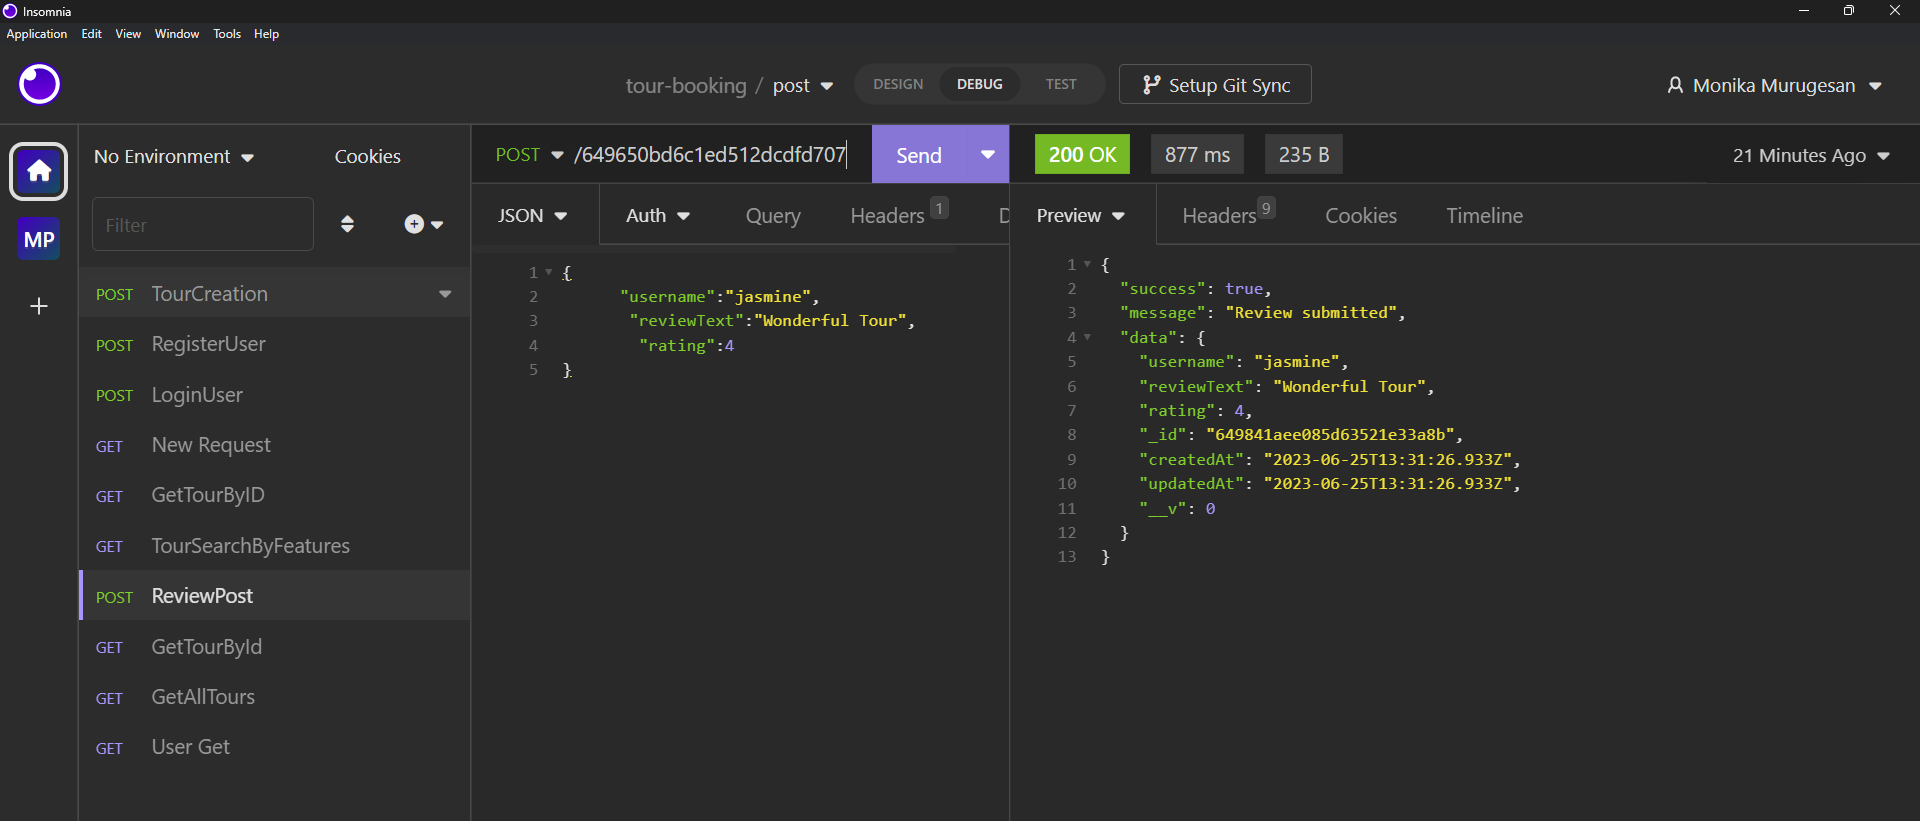 Insomnia
Application Edit View Window Tools Help
tour-booking / post DESIGN DEBUG TEST Setup Git Sync Monika Murugesan
No Environment Cookies
POST /649650bd6c1ed512dcdfd707 Send 200 OK 877 ms 235 B 21 Minutes Ago
Filter
JSON Auth Query Headers 1 D
Preview Headers 9 Cookies Timeline
MP
POST TourCreation
POST RegisterUser
POST LoginUser
GET New Request
GET GetTourByID
GET TourSearchByFeatures
POST ReviewPost
GET GetTourById
GET GetAllTours
GET User Get
1 {
2 "username":"jasmine",
3 "reviewText":"Wonderful Tour",
4 "rating":4
5 }
1 {
2 "success": true,
3 "message": "Review submitted",
4 "data": {
5 "username": "jasmine",
6 "reviewText": "Wonderful Tour",
7 "rating": 4,
8 "_id": "649841aee085d63521e33a8b",
9 "createdAt": "2023-06-25T13:31:26.933Z",
10 "updatedAt": "2023-06-25T13:31:26.933Z",
11 "__v": 0
12 }
13 }